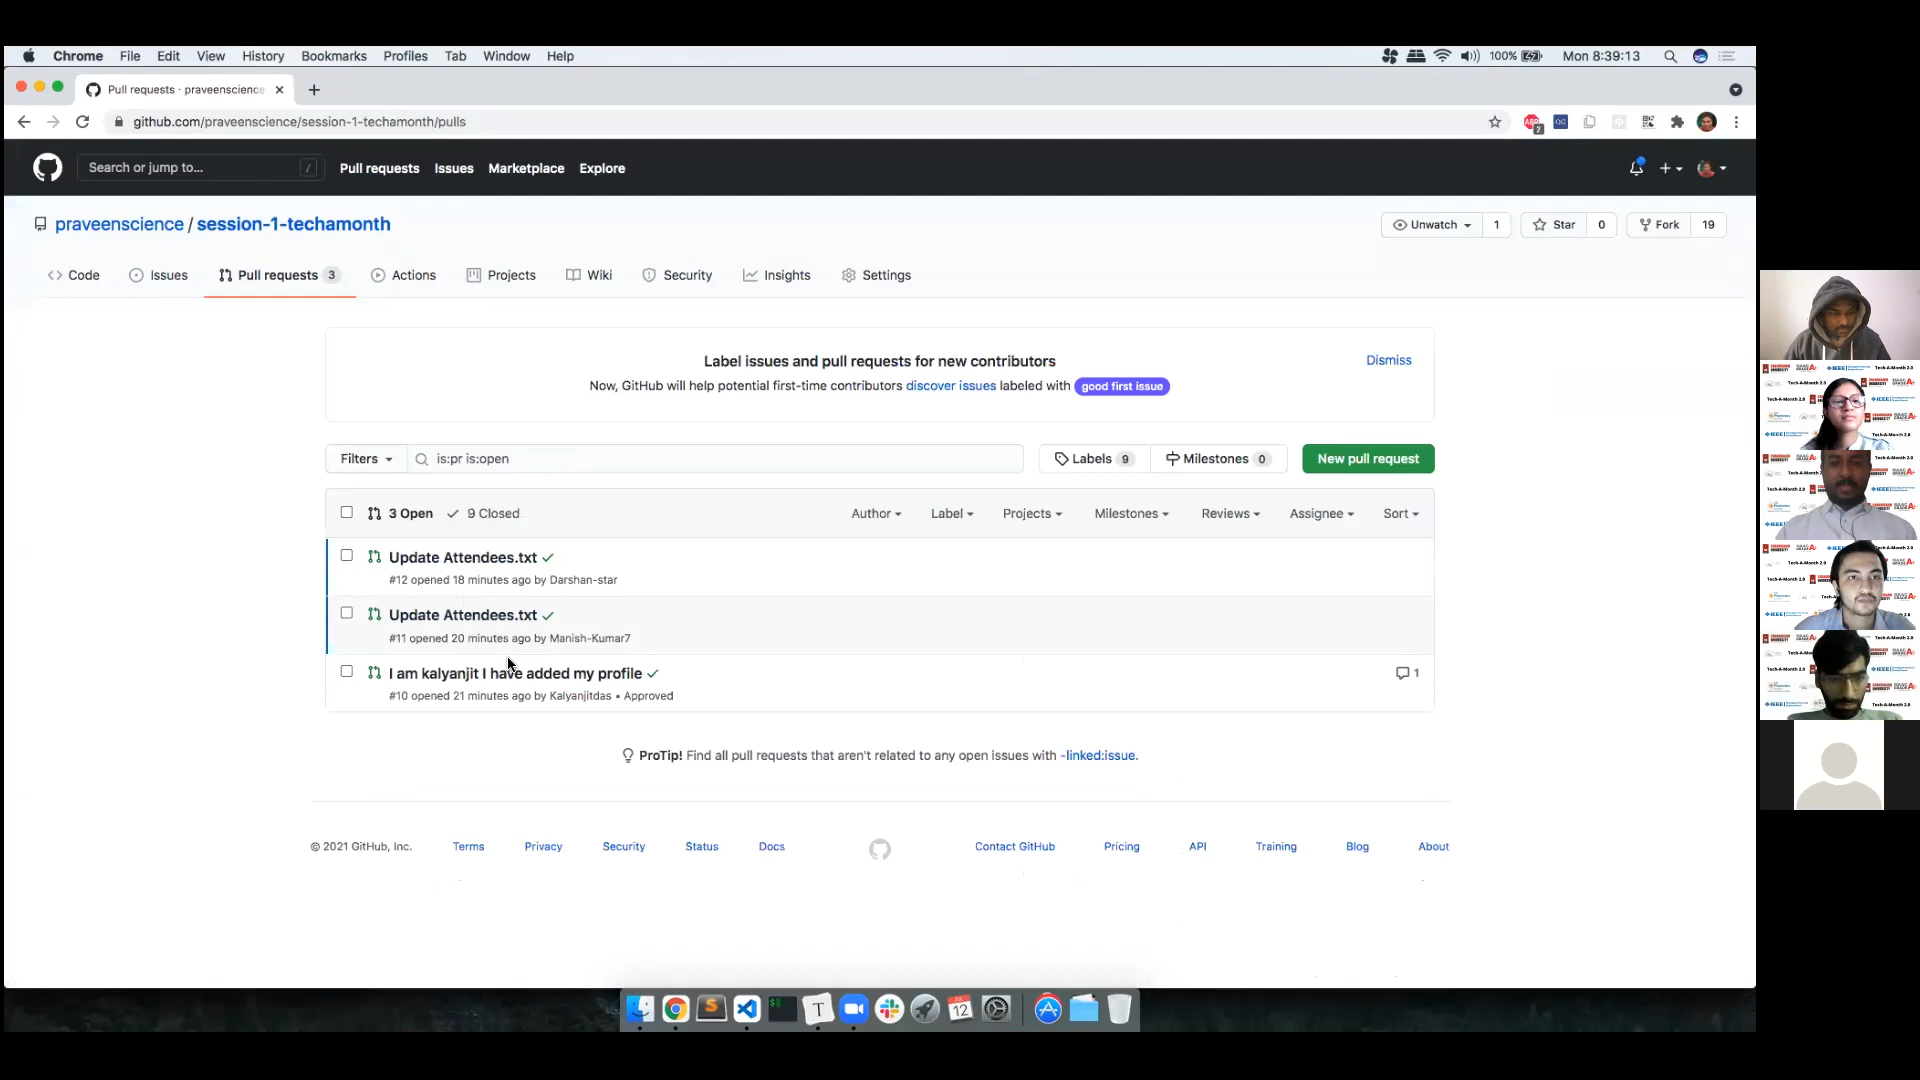 Chrome File Edit View History Bookmarks Profiles Tab Window Help 100% Mon 8:39:13
Pull requests · praveenscience
github.com/praveenscience/session-1-techamonth/pulls
Search or jump to... / Pull requests Issues Marketplace Explore
praveenscience / session-1-techamonth Unwatch 1 Star 0 Fork 19
Code Issues Pull requests 3 Actions Projects Wiki Security Insights Settings
Label issues and pull requests for new contributors Dismiss
Now, GitHub will help potential first-time contributors discover issues labeled with good first issue
Filters is:pr is:open Labels 9 Milestones 0 New pull request
3 Open 9 Closed Author Label Projects Milestones Reviews Assignee Sort
Update Attendees.txt
#12 opened 18 minutes ago by Darshan-star
Update Attendees.txt
#11 opened 20 minutes ago by Manish-Kumar7
I am kalyanjit I have added my profile 1
#10 opened 21 minutes ago by Kalyanjitdas • Approved
ProTip! Find all pull requests that aren't related to any open issues with -linked:issue.
© 2021 GitHub, Inc. Terms Privacy Security Status Docs Contact GitHub Pricing API Training Blog About